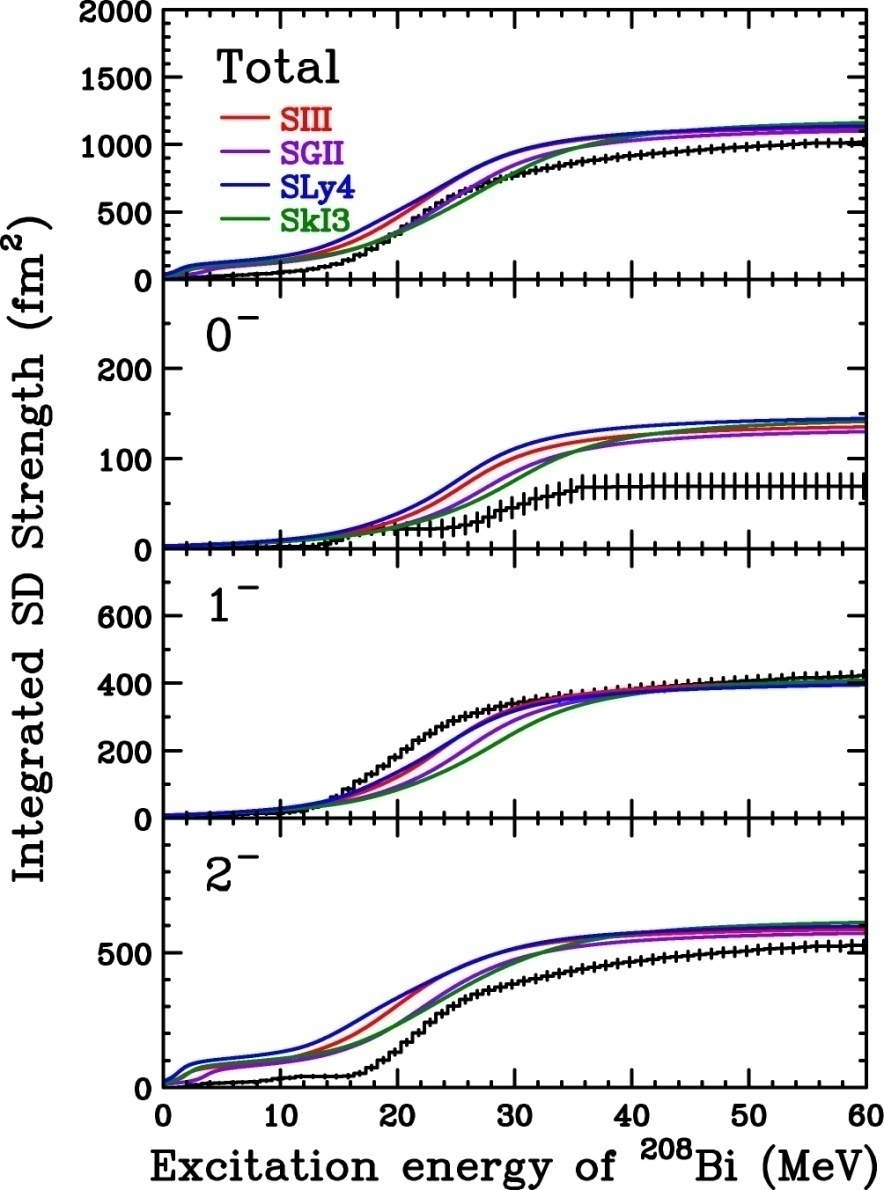 Integrated SD Strength (fm²)
2000
1500
1000
500
0
Total
SIII
SGII
SLy4
SkI3
200
100
0
0⁻
600
400
200
0
1⁻
500
0
2⁻
0 10 20 30 40 50 60
Excitation energy of ²⁰⁸Bi (MeV)